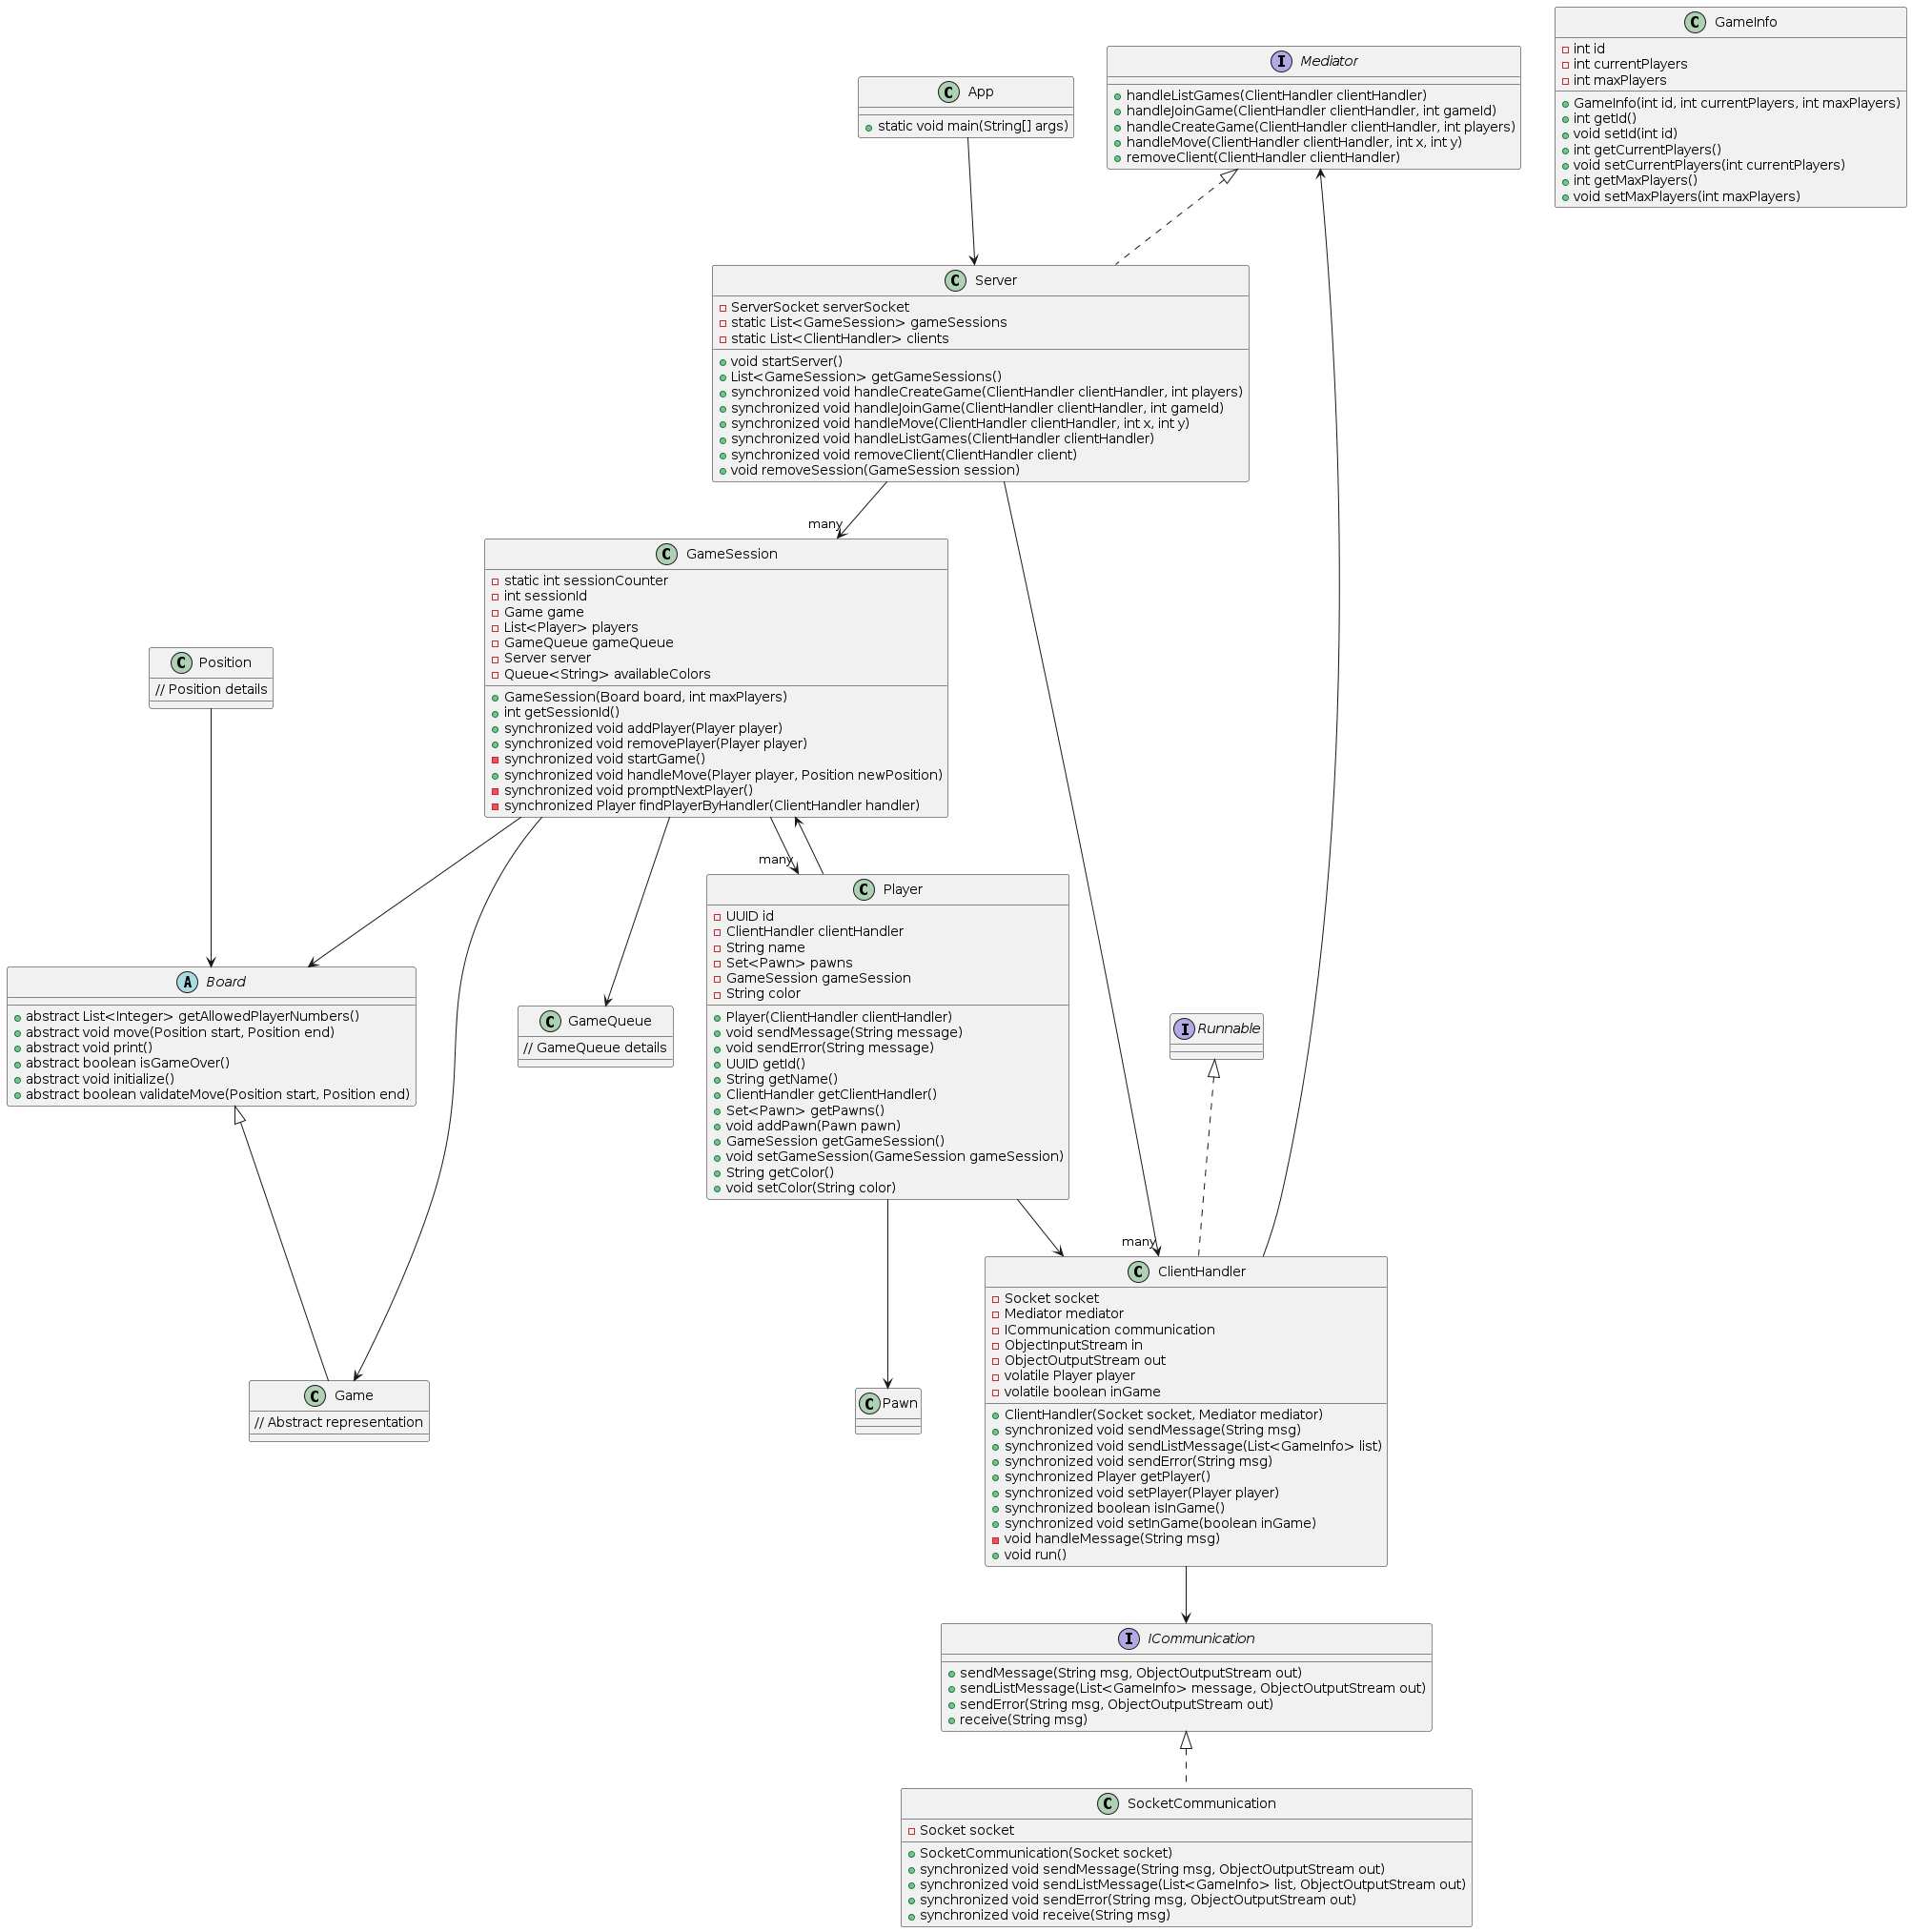 C GameInfo
int id
int currentPlayers
int maxPlayers
GameInfo(int id, int currentPlayers, int maxPlayers)
int getId()
void setId(int id)
int getCurrentPlayers()
void setCurrentPlayers(int currentPlayers)
int getMaxPlayers()
void setMaxPlayers(int maxPlayers)
I Mediator
handleListGames(ClientHandler clientHandler)
handleJoinGame(ClientHandler clientHandler, int gameId)
handleCreateGame(ClientHandler clientHandler, int players)
handleMove(ClientHandler clientHandler, int x, int y)
removeClient(ClientHandler clientHandler)
C App
static void main(String[] args)
C Server
ServerSocket serverSocket
static List<GameSession> gameSessions
static List<ClientHandler> clients
void startServer()
List<GameSession> getGameSessions()
synchronized void handleCreateGame(ClientHandler clientHandler, int players)
synchronized void handleJoinGame(ClientHandler clientHandler, int gameId)
synchronized void handleMove(ClientHandler clientHandler, int x, int y)
synchronized void handleListGames(ClientHandler clientHandler)
synchronized void removeClient(ClientHandler client)
void removeSession(GameSession session)
many
C GameSession
static int sessionCounter
int sessionId
Game game
List<Player> players
GameQueue gameQueue
Server server
Queue<String> availableColors
GameSession(Board board, int maxPlayers)
int getSessionId()
synchronized void addPlayer(Player player)
synchronized void removePlayer(Player player)
synchronized void startGame()
synchronized void handleMove(Player player, Position newPosition)
synchronized void promptNextPlayer()
synchronized Player findPlayerByHandler(ClientHandler handler)
C Position
// Position details
many
C Player
UUID id
ClientHandler clientHandler
String name
Set<Pawn> pawns
GameSession gameSession
String color
Player(ClientHandler clientHandler)
void sendMessage(String message)
void sendError(String message)
UUID getId()
String getName()
ClientHandler getClientHandler()
Set<Pawn> getPawns()
void addPawn(Pawn pawn)
GameSession getGameSession()
void setGameSession(GameSession gameSession)
String getColor()
void setColor(String color)
A Board
abstract List<Integer> getAllowedPlayerNumbers()
abstract void move(Position start, Position end)
abstract void print()
abstract boolean isGameOver()
abstract void initialize()
abstract boolean validateMove(Position start, Position end)
C GameQueue
// GameQueue details
I Runnable
many
C ClientHandler
Socket socket
Mediator mediator
ICommunication communication
ObjectInputStream in
ObjectOutputStream out
volatile Player player
volatile boolean inGame
ClientHandler(Socket socket, Mediator mediator)
synchronized void sendMessage(String msg)
synchronized void sendListMessage(List<GameInfo> list)
synchronized void sendError(String msg)
synchronized Player getPlayer()
synchronized void setPlayer(Player player)
synchronized boolean isInGame()
synchronized void setInGame(boolean inGame)
void handleMessage(String msg)
void run()
C Game
// Abstract representation
C Pawn
I ICommunication
sendMessage(String msg, ObjectOutputStream out)
sendListMessage(List<GameInfo> message, ObjectOutputStream out)
sendError(String msg, ObjectOutputStream out)
receive(String msg)
C SocketCommunication
Socket socket
SocketCommunication(Socket socket)
synchronized void sendMessage(String msg, ObjectOutputStream out)
synchronized void sendListMessage(List<GameInfo> list, ObjectOutputStream out)
synchronized void sendError(String msg, ObjectOutputStream out)
synchronized void receive(String msg)